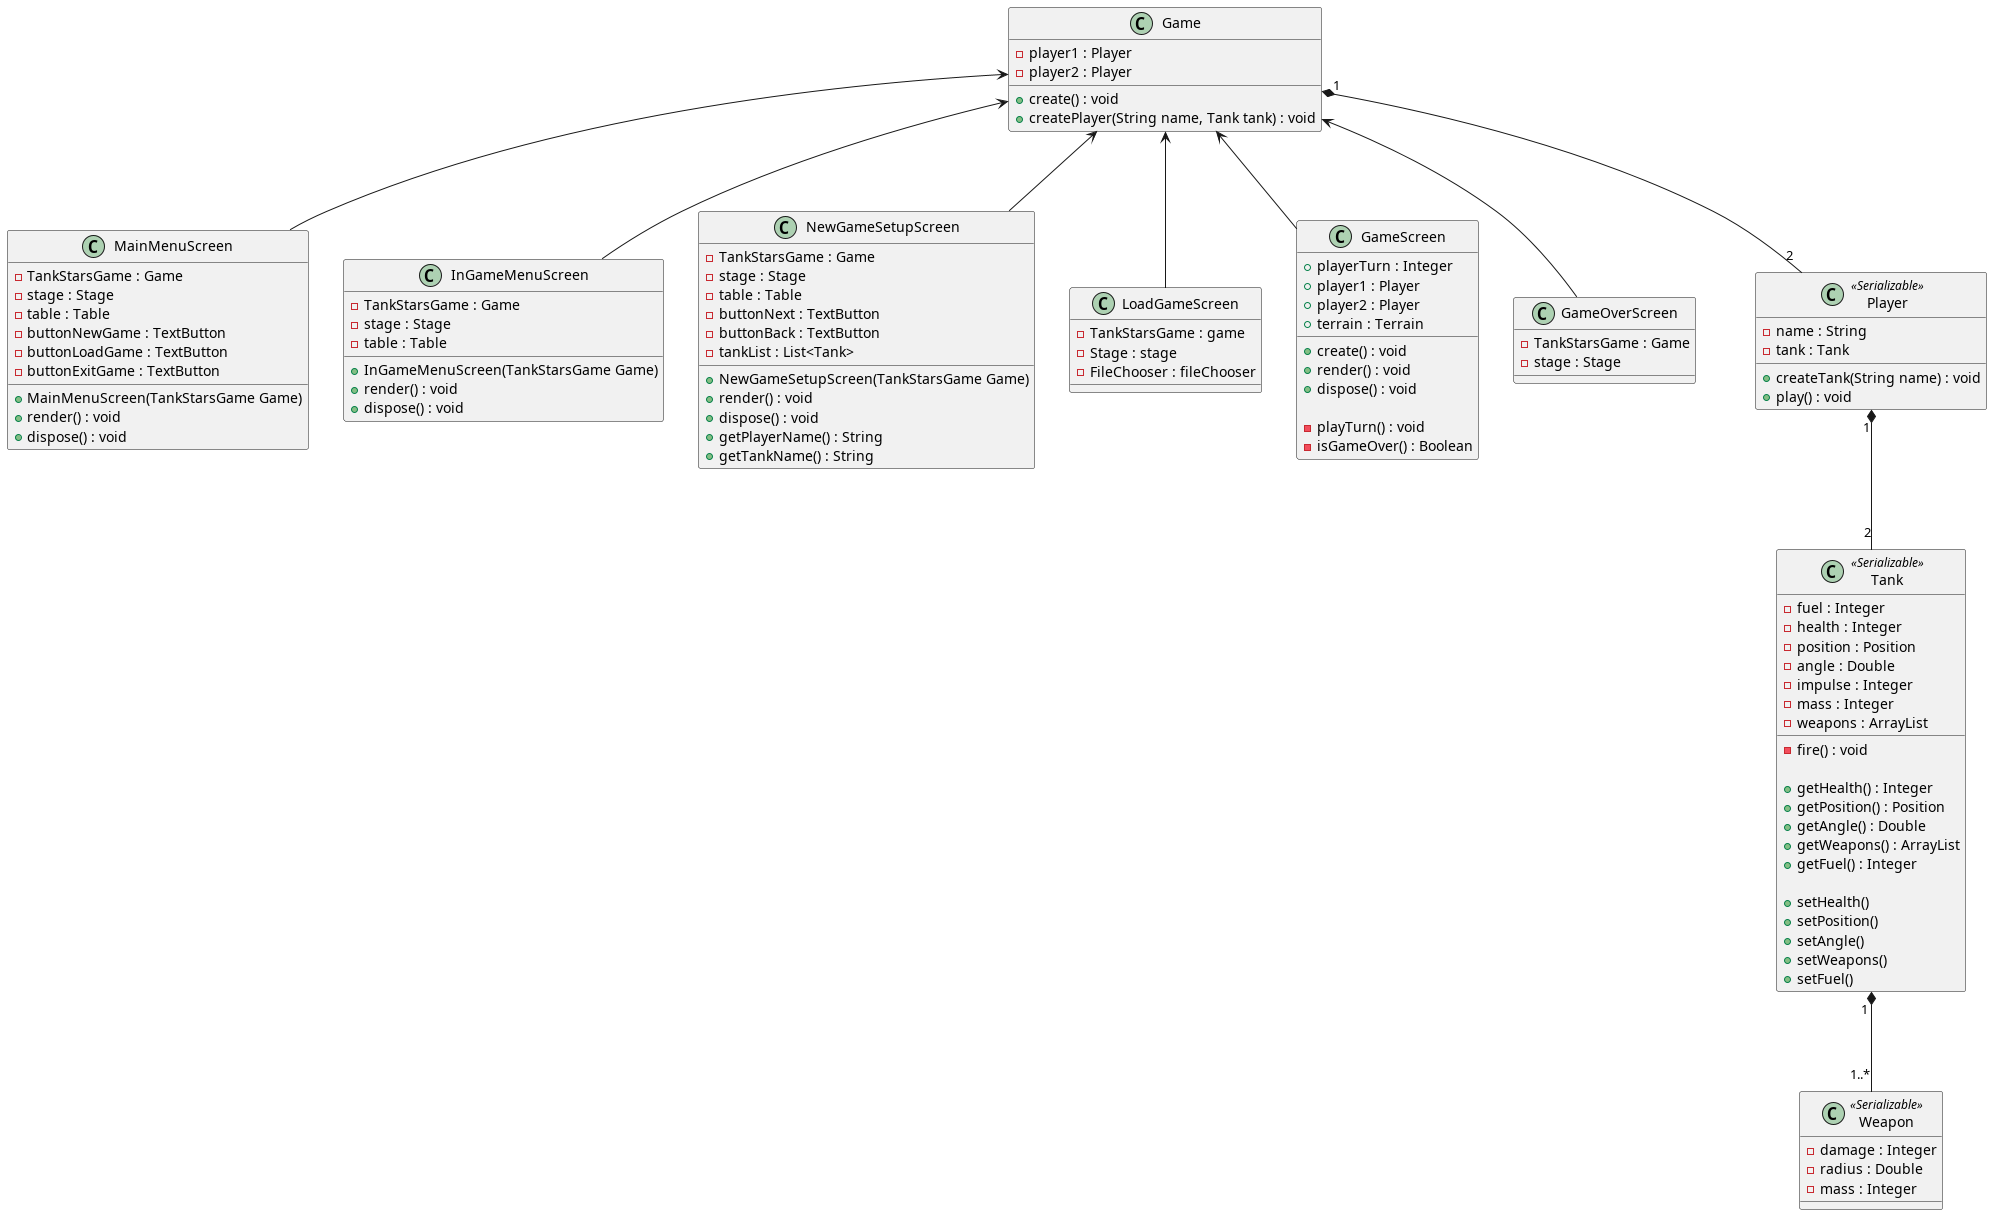 C Game
player1 : Player
player2 : Player
create() : void
createPlayer(String name, Tank tank) : void
1
2
C MainMenuScreen
TankStarsGame : Game
stage : Stage
table : Table
buttonNewGame : TextButton
buttonLoadGame : TextButton
buttonExitGame : TextButton
MainMenuScreen(TankStarsGame Game)
render() : void
dispose() : void
C InGameMenuScreen
TankStarsGame : Game
stage : Stage
table : Table
InGameMenuScreen(TankStarsGame Game)
render() : void
dispose() : void
C NewGameSetupScreen
TankStarsGame : Game
stage : Stage
table : Table
buttonNext : TextButton
buttonBack : TextButton
tankList : List<Tank>
NewGameSetupScreen(TankStarsGame Game)
render() : void
dispose() : void
getPlayerName() : String
getTankName() : String
C LoadGameScreen
TankStarsGame : game
Stage : stage
FileChooser : fileChooser
C GameScreen
playerTurn : Integer
player1 : Player
player2 : Player
terrain : Terrain
create() : void
render() : void
dispose() : void
playTurn() : void
isGameOver() : Boolean
C GameOverScreen
TankStarsGame : Game
stage : Stage
C «Serializable»
Player
name : String
tank : Tank
createTank(String name) : void
play() : void
1
2
C «Serializable»
Tank
fuel : Integer
health : Integer
position : Position
angle : Double
impulse : Integer
mass : Integer
weapons : ArrayList
fire() : void
getHealth() : Integer
getPosition() : Position
getAngle() : Double
getWeapons() : ArrayList
getFuel() : Integer
setHealth()
setPosition()
setAngle()
setWeapons()
setFuel()
1
1..*
C «Serializable»
Weapon
damage : Integer
radius : Double
mass : Integer